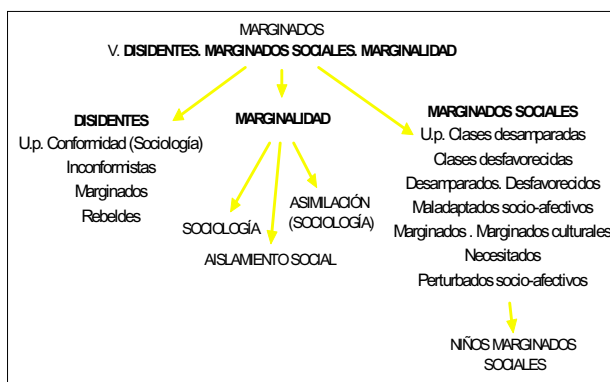 MARGINADOS
V. DISIDENTES. MARGINADOS SOCIALES. MARGINALIDAD
DISIDENTES
U.p. Conformidad (Sociología)
Inconformistas
Marginados
Rebeldes
MARGINALIDAD
SOCIOLOGÍA
AISLAMIENTO SOCIAL
ASIMILACIÓN
(SOCIOLOGÍA)
MARGINADOS SOCIALES
U.p. Clases desamparadas
Clases desfavorecidas
Desamparados. Desfavorecidos
Maladaptados socio-afectivos
Marginados . Marginados culturales
Necesitados
Perturbados socio-afectivos
NIÑOS MARGINADOS
SOCIALES